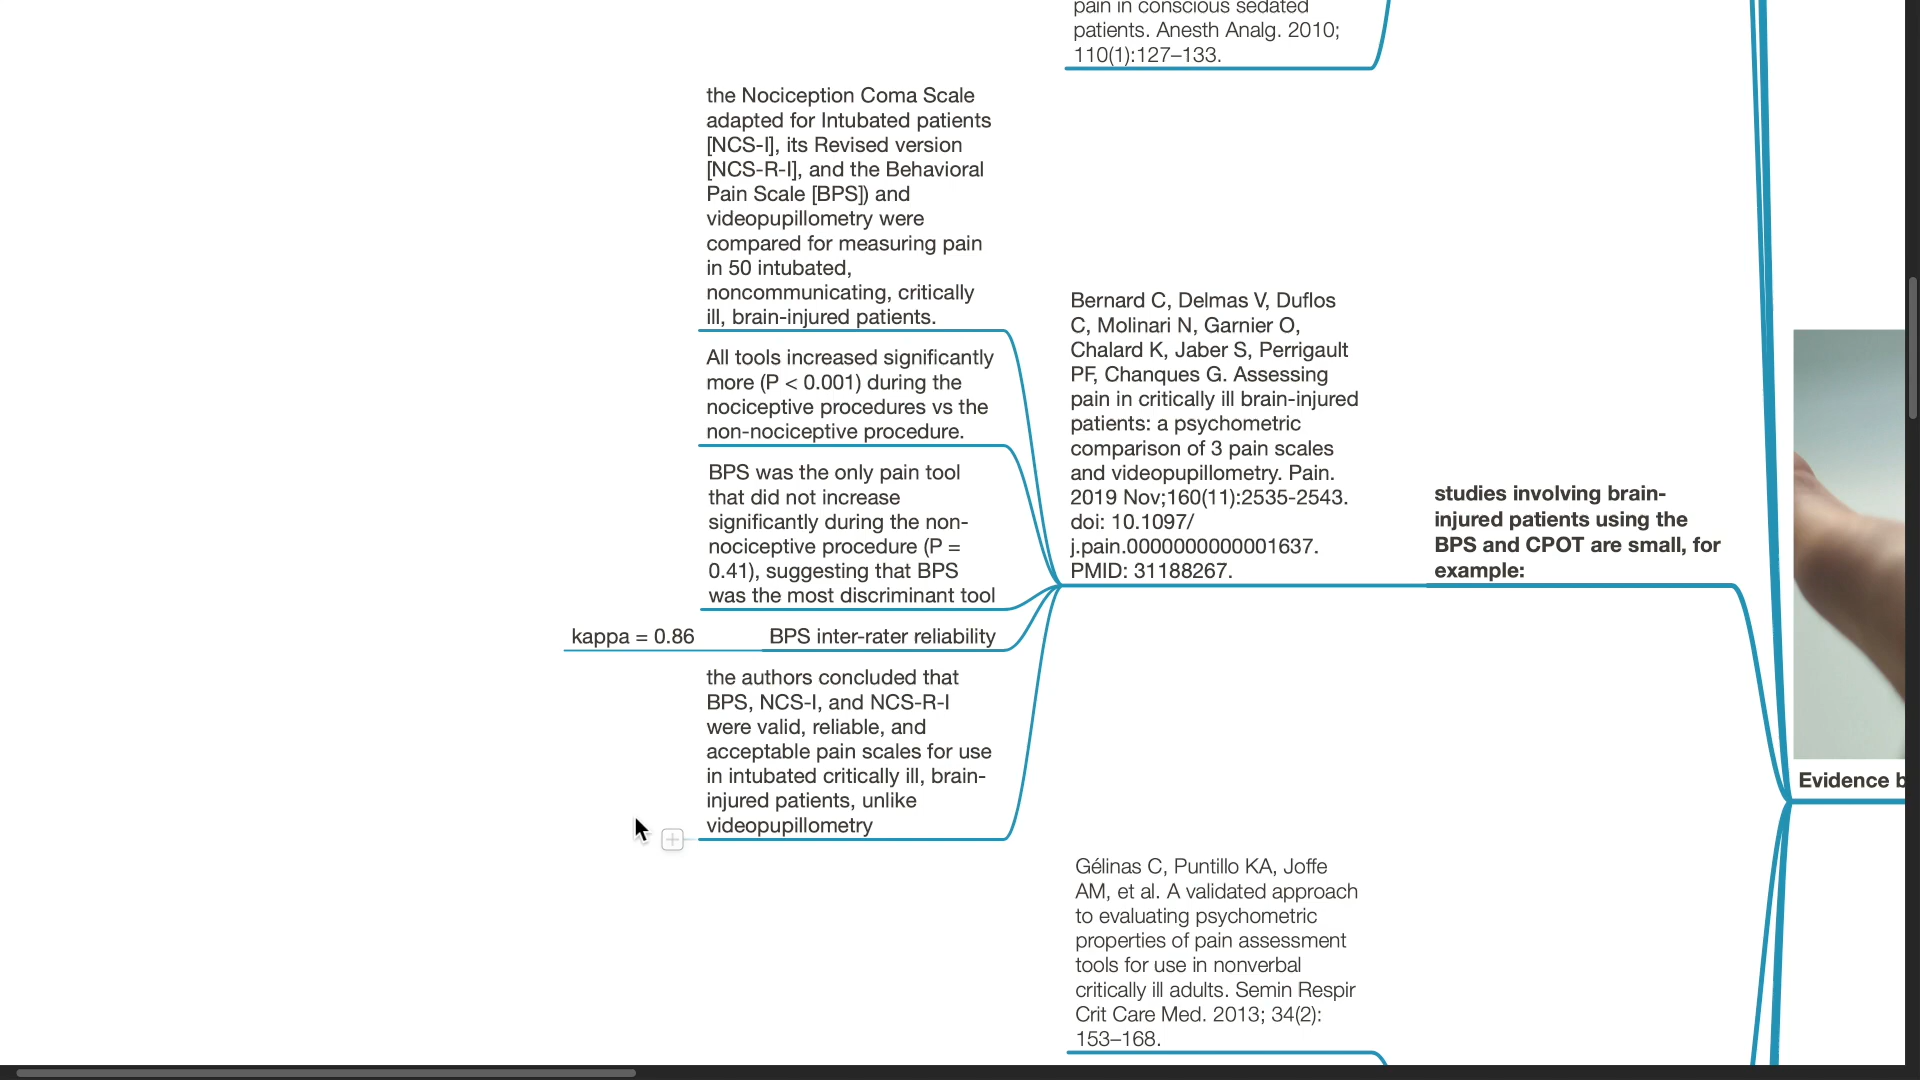 pain in conscious sedated
patients. Anesth Analg. 2010;
110(1):127–133.
the Nociception Coma Scale
adapted for Intubated patients
[NCS-I], its Revised version
[NCS-R-I], and the Behavioral
Pain Scale [BPS]) and
videopupillometry were
compared for measuring pain
in 50 intubated,
noncommunicating, critically
ill, brain-injured patients.
All tools increased significantly
more (P < 0.001) during the
nociceptive procedures vs the
non-nociceptive procedure.
BPS was the only pain tool
that did not increase
significantly during the non-
nociceptive procedure (P =
0.41), suggesting that BPS
was the most discriminant tool
kappa = 0.86
BPS inter-rater reliability
the authors concluded that
BPS, NCS-I, and NCS-R-I
were valid, reliable, and
acceptable pain scales for use
in intubated critically ill, brain-
injured patients, unlike
videopupillometry
Bernard C, Delmas V, Duflos
C, Molinari N, Garnier O,
Chalard K, Jaber S, Perrigault
PF, Chanques G. Assessing
pain in critically ill brain-injured
patients: a psychometric
comparison of 3 pain scales
and videopupillometry. Pain.
2019 Nov;160(11):2535-2543.
doi: 10.1097/
j.pain.0000000000001637.
PMID: 31188267.
studies involving brain-
injured patients using the
BPS and CPOT are small, for
example:
Evidence b
Gélinas C, Puntillo KA, Joffe
AM, et al. A validated approach
to evaluating psychometric
properties of pain assessment
tools for use in nonverbal
critically ill adults. Semin Respir
Crit Care Med. 2013; 34(2):
153–168.